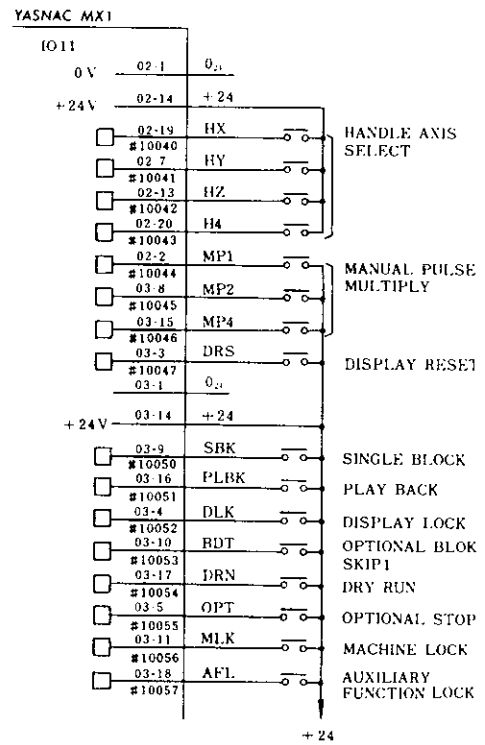 YASNAC MX1
IO11
0V 02-1 0₂₄
+24V 02-14 +24
02-19 HX HANDLE AXIS
#10040 SELECT
02 7 HY
#10041
02-13 HZ
#10042
02-20 H4
#10043
02-2 MP1 MANUAL PULSE
#10044 MULTIPLY
03-8 MP2
#10045
03-15 MP4
#10046
03-3 DRS DISPLAY RESET
#10047
03-1 0₂₄
+24V 03-14 +24
03-9 SBK SINGLE BLOCK
#10050
03-16 PLBK PLAY BACK
#10051
03-4 DLK DISPLAY LOCK
#10052
03-10 BDT OPTIONAL BLOK
#10053 SKIP1
03-17 DRN DRY RUN
#10054
03-5 OPT OPTIONAL STOP
#10055
03-11 MLK MACHINE LOCK
#10056
03-18 AFL AUXILIARY
#10057 FUNCTION LOCK
+24